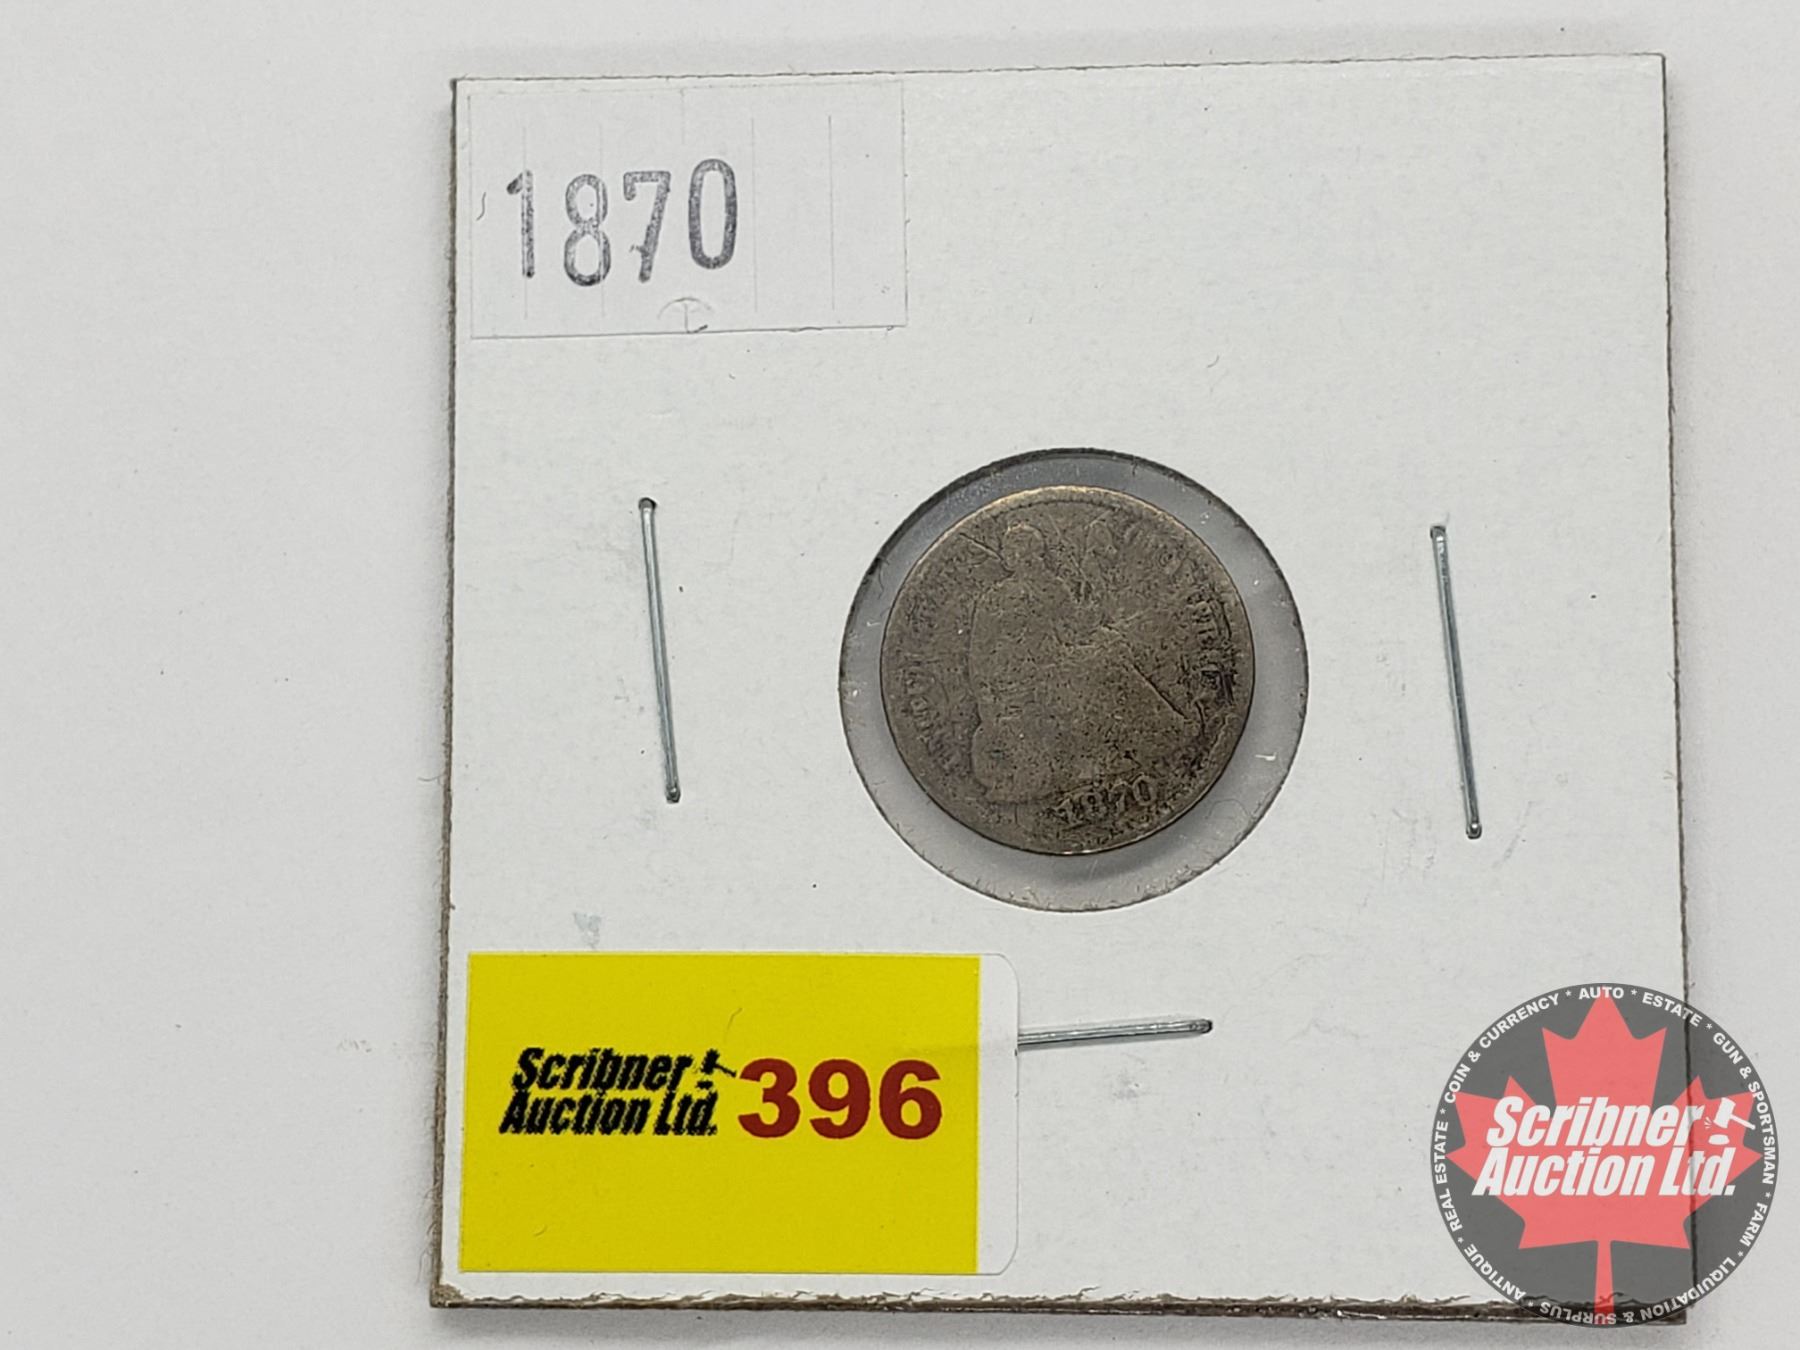 1870
1870
Scribner
Auction Ltd.
396
COIN & CURRENCY * AUTO * ESTATE * GUN & SPORTSMAN * FARM * LIQUIDATION & SURPLUS * ANTIQUE * REAL ESTATE *
Scribner
Auction Ltd.